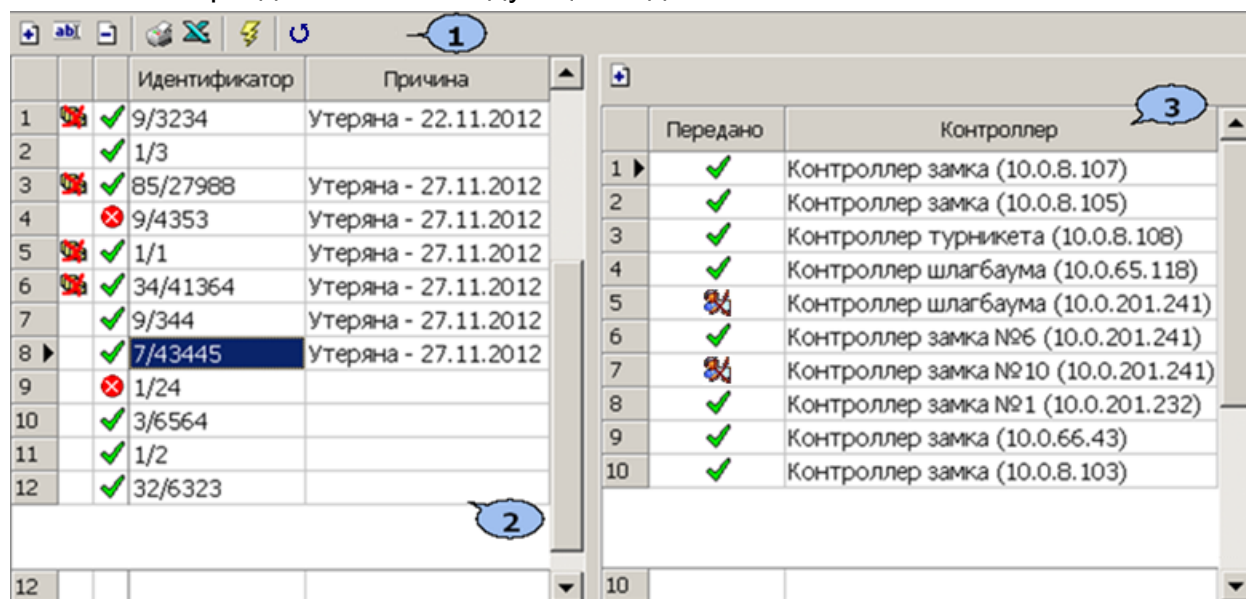 ab
1
Идентификатор Причина
1 9/3234 Утеряна - 22.11.2012
2 1/3
3 85/27988 Утеряна - 27.11.2012
4 9/4353 Утеряна - 27.11.2012
5 1/1 Утеряна - 27.11.2012
6 34/41364 Утеряна - 27.11.2012
7 9/344 Утеряна - 27.11.2012
8 7/43445 Утеряна - 27.11.2012
9 1/24
10 3/6564
11 1/2
12 32/6323
2
12
3
Передано Контроллер
1 Контроллер замка (10.0.8.107)
2 Контроллер замка (10.0.8.105)
3 Контроллер турникета (10.0.8.108)
4 Контроллер шлагбаума (10.0.65.118)
5 Контроллер шлагбаума (10.0.201.241)
6 Контроллер замка №6 (10.0.201.241)
7 Контроллер замка №10 (10.0.201.241)
8 Контроллер замка №1 (10.0.201.232)
9 Контроллер замка (10.0.66.43)
10 Контроллер замка (10.0.8.103)
10